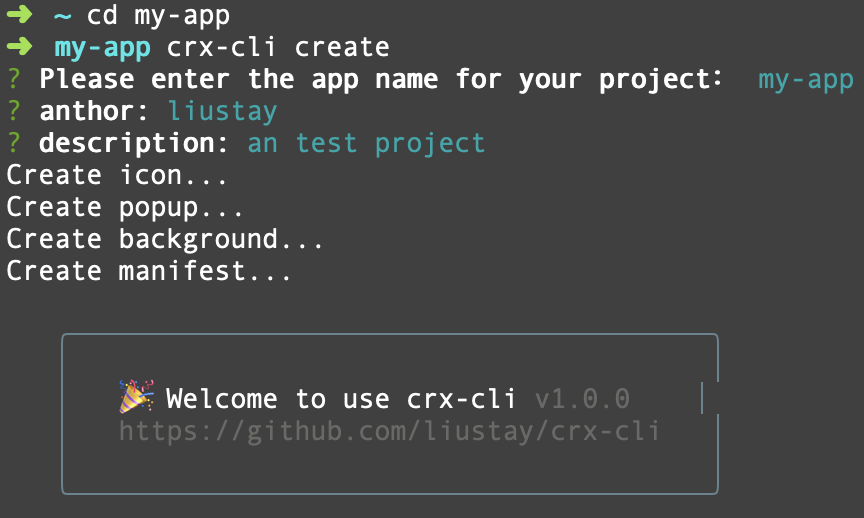 ➜ ~ cd my-app
➜ my-app crx-cli create
? Please enter the app name for your project: my-app
? anthor: liustay
? description: an test project
Create icon...
Create popup...
Create background...
Create manifest...
🎉 Welcome to use crx-cli v1.0.0
https://github.com/liustay/crx-cli